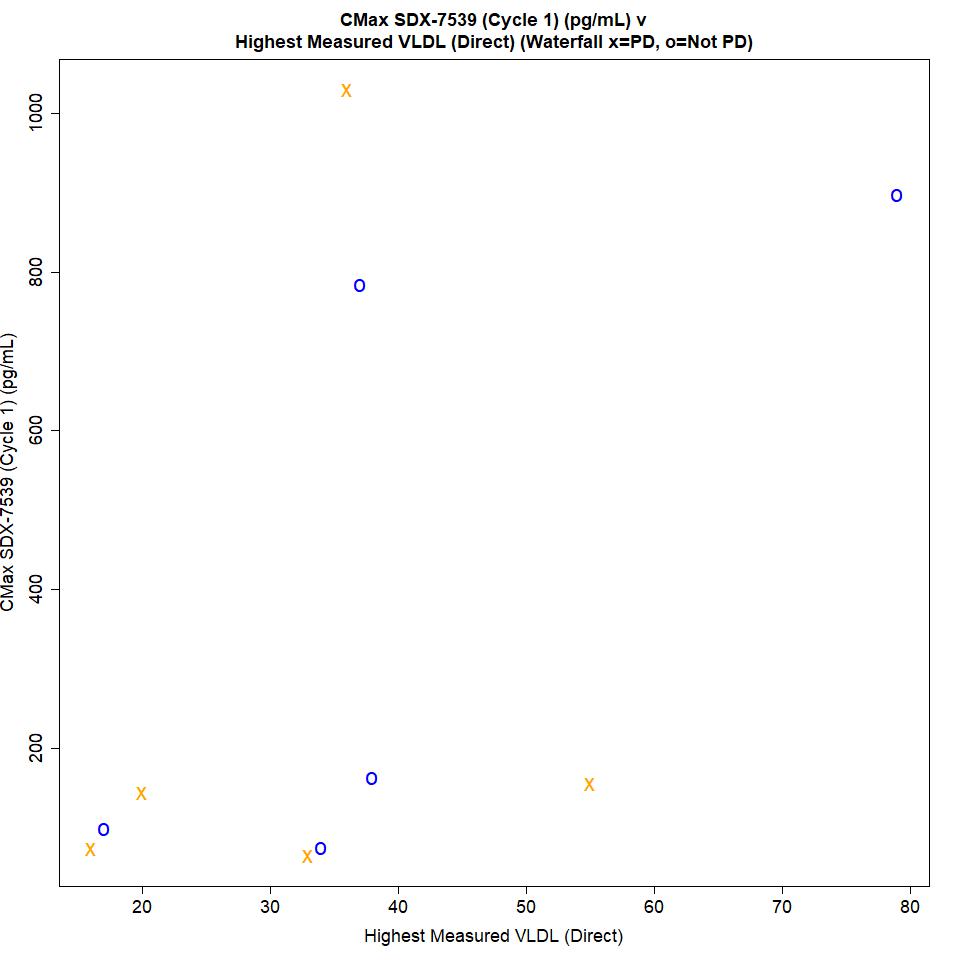 CMax SDX-7539 (Cycle 1) (pg/mL) v
Highest Measured VLDL (Direct) (Waterfall x=PD, o=Not PD)
CMax SDX-7539 (Cycle 1) (pg/mL)
1000
800
600
400
200
X
O
O
X
O
X
O
X
X
O
20 30 40 50 60 70 80
Highest Measured VLDL (Direct)